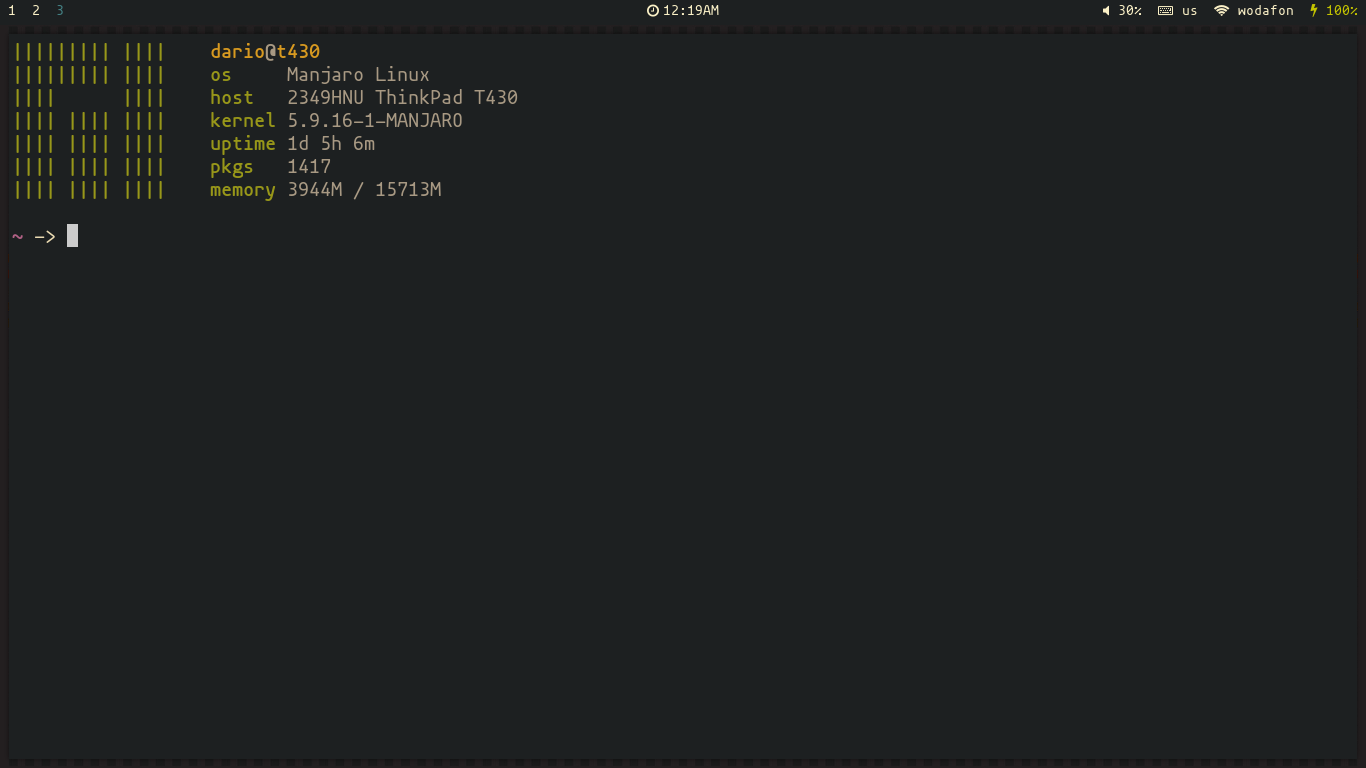 1 2 3 12:19AM 30% us wodafon 100%
||||||||| |||| dario@t430
||||||||| |||| os Manjaro Linux
|||| |||| host 2349HNU ThinkPad T430
|||| |||| |||| kernel 5.9.16-1-MANJARO
|||| |||| |||| uptime 1d 5h 6m
|||| |||| |||| pkgs 1417
|||| |||| |||| memory 3944M / 15713M
~ ->